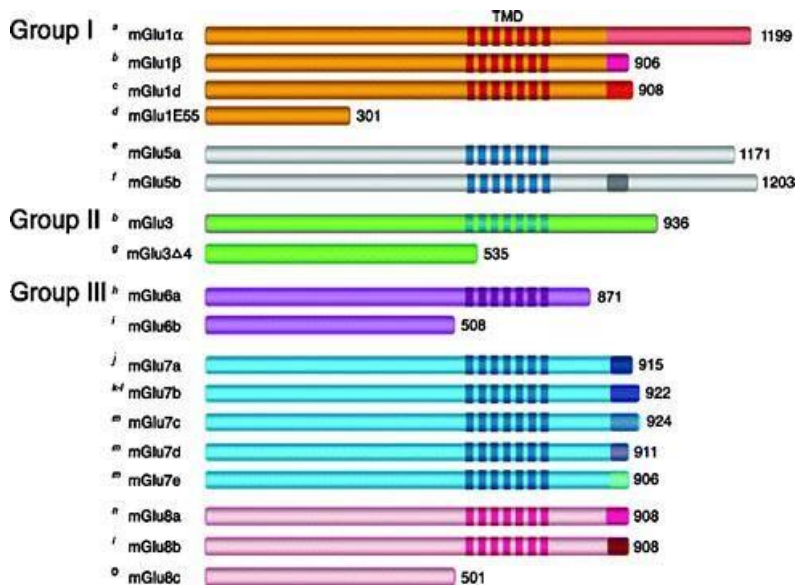 TMD
Group I a mGlu1α 1199
b mGlu1β 906
c mGlu1d 908
d mGlu1E55 301
e mGlu5a 1171
f mGlu5b 1203
Group II b mGlu3 936
g mGlu3Δ4 535
Group III h mGlu6a 871
i mGlu6b 508
j mGlu7a 915
k-l mGlu7b 922
m mGlu7c 924
m mGlu7d 911
m mGlu7e 906
n mGlu8a 908
i mGlu8b 908
o mGlu8c 501